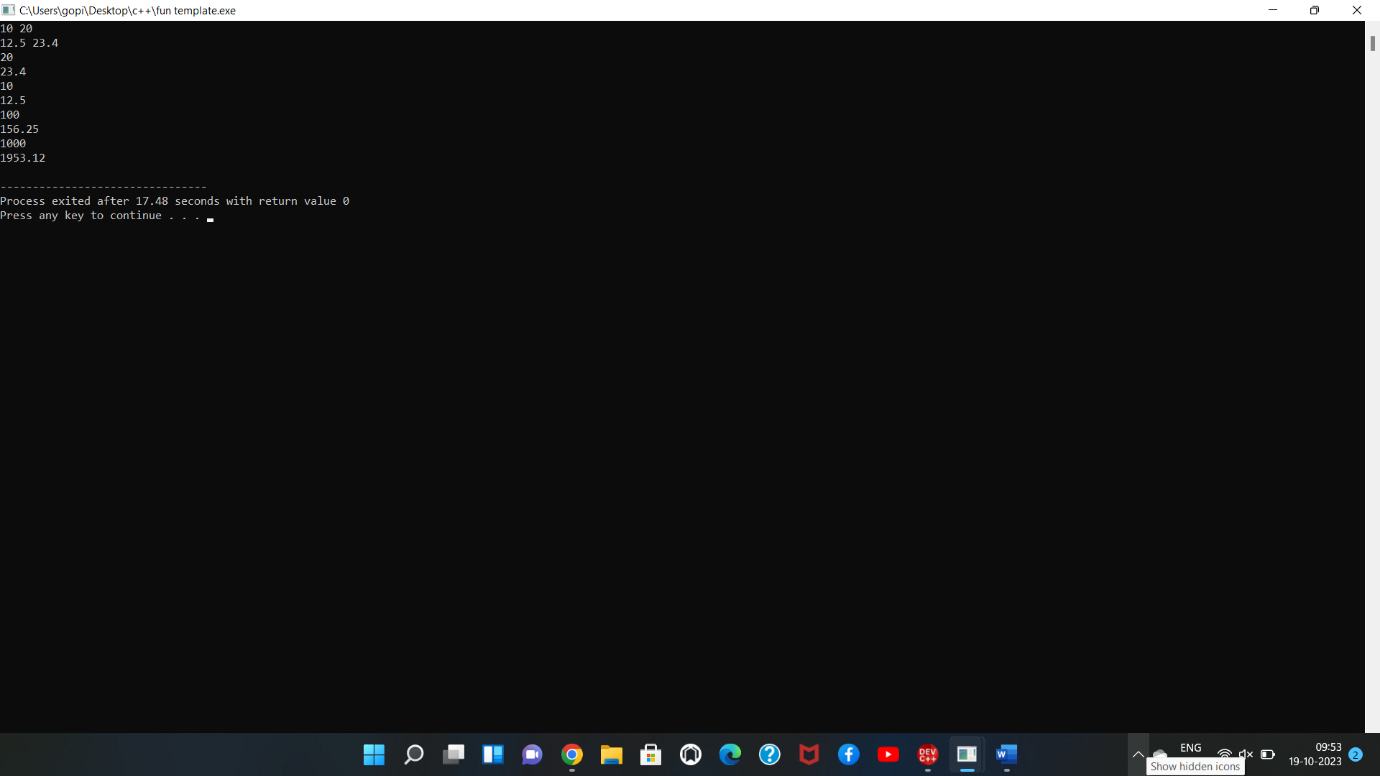 C:\Users\gopi\Desktop\c++\fun template.exe
10 20
12.5 23.4
20
23.4
10
12.5
100
156.25
1000
1953.12
--------------------------------
Process exited after 17.48 seconds with return value 0
Press any key to continue . . .
DEV
C++
W
ENG
09:53
19-10-2023
2
Show hidden icons